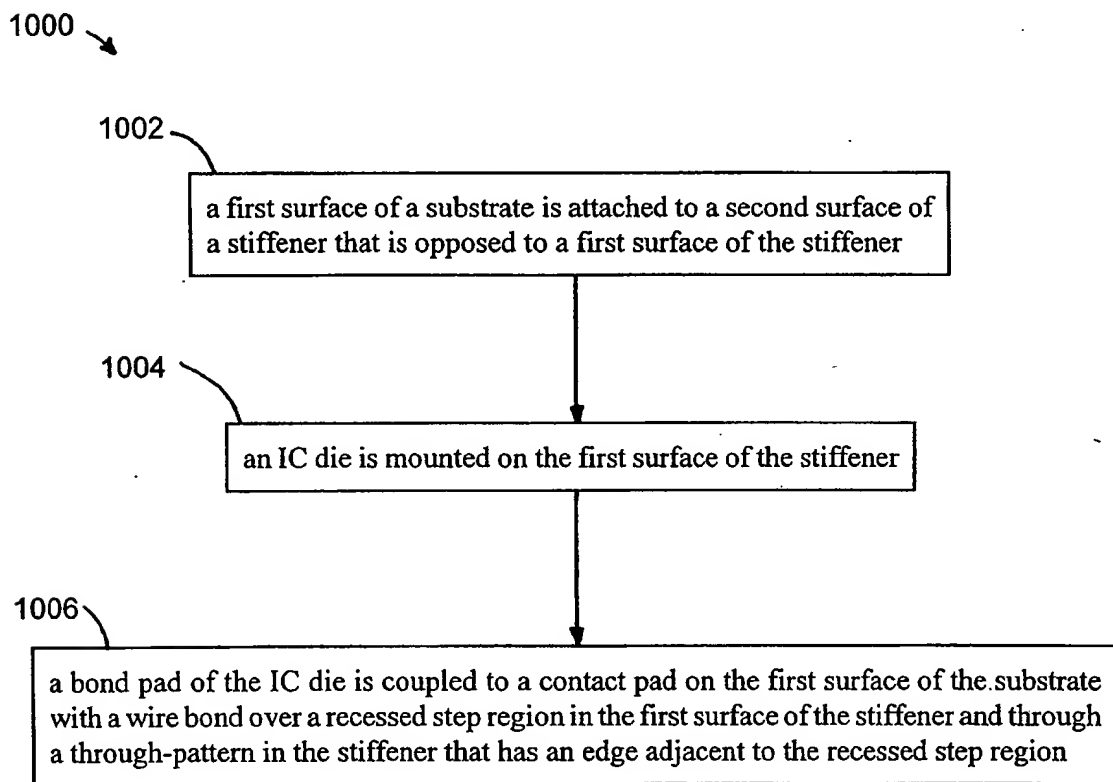 1000
1002
a first surface of a substrate is attached to a second surface of
a stiffener that is opposed to a first surface of the stiffener
1004
an IC die is mounted on the first surface of the stiffener
1006
a bond pad of the IC die is coupled to a contact pad on the first surface of the substrate
with a wire bond over a recessed step region in the first surface of the stiffener and through
a through-pattern in the stiffener that has an edge adjacent to the recessed step region